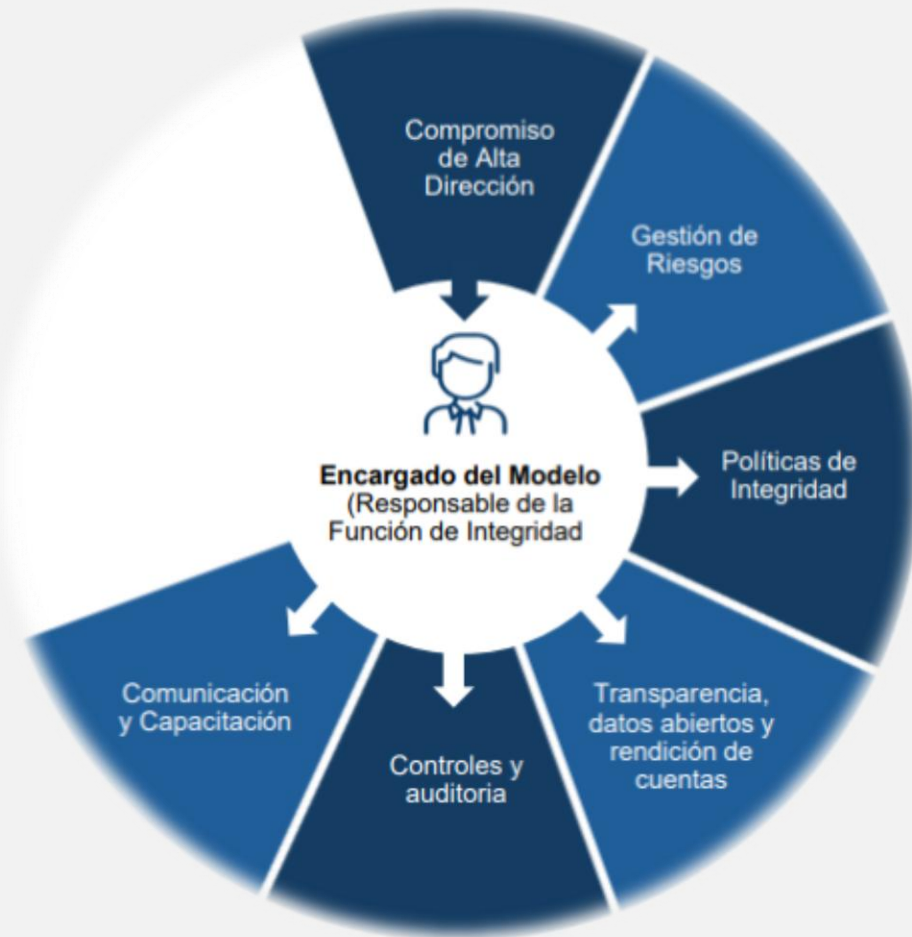 Compromiso
de Alta
Dirección
Gestión de
Riesgos
Políticas de
Integridad
Transparencia,
datos abiertos y
rendición de
cuentas
Controles y
auditoria
Comunicación
y Capacitación
Encargado del Modelo
(Responsable de la
Función de Integridad